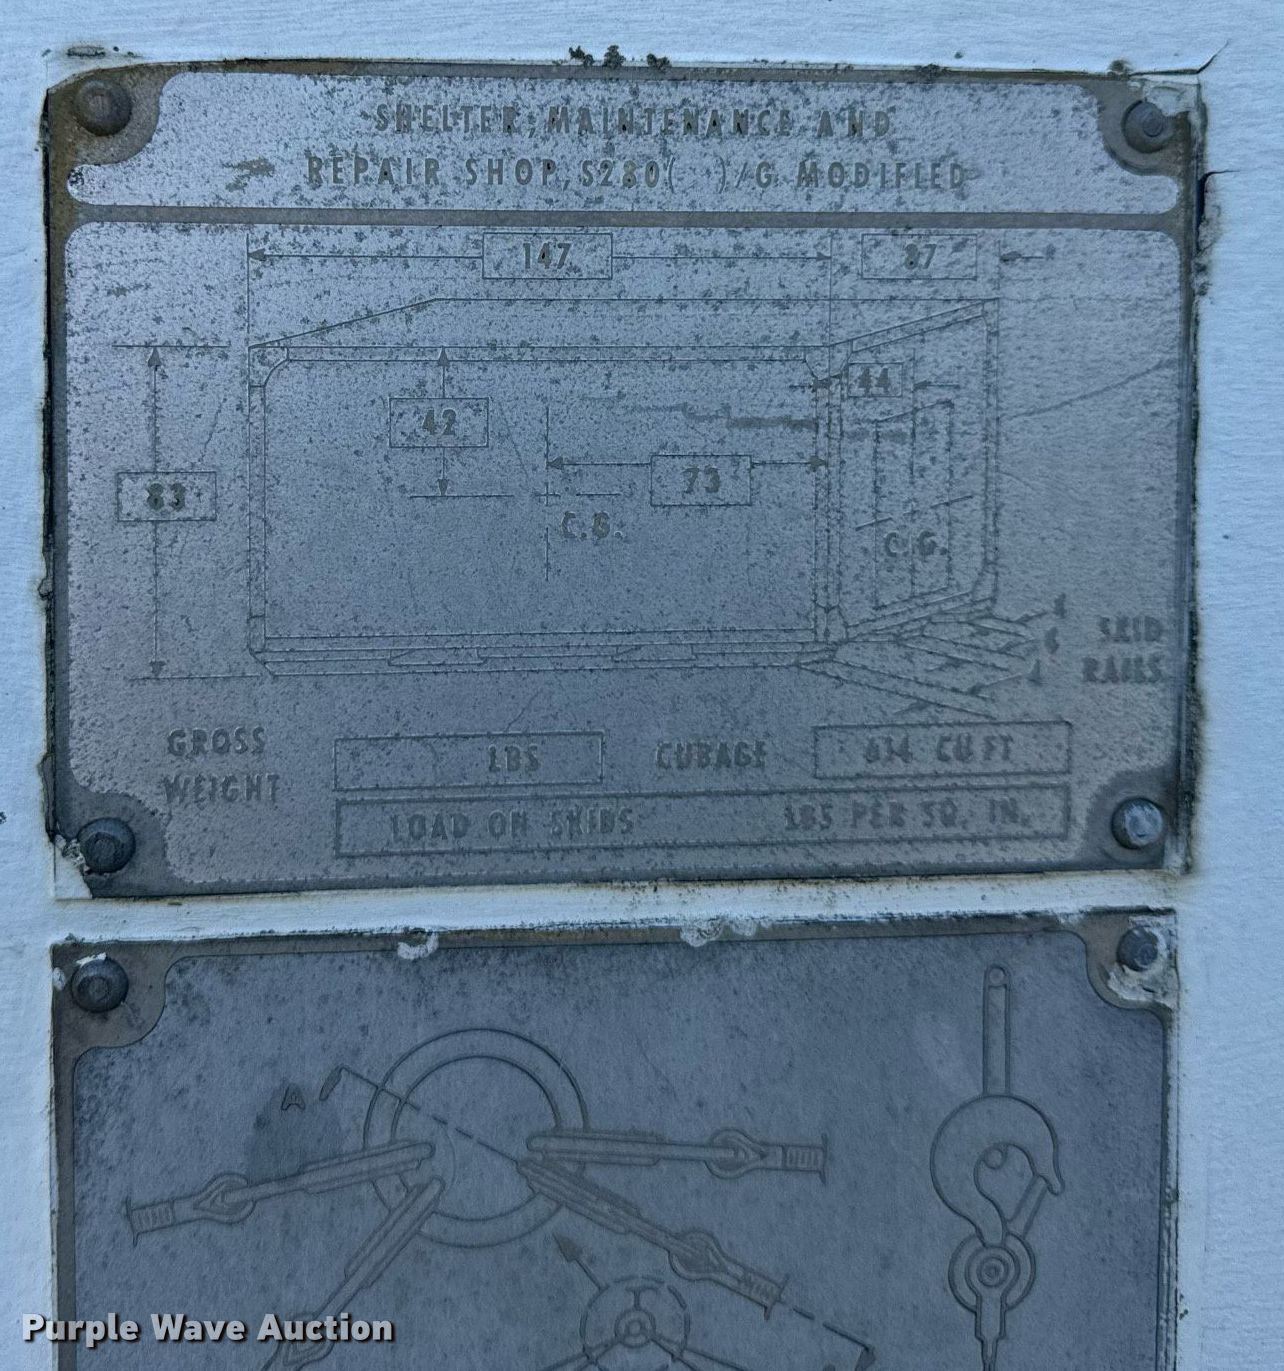 SHELTER, MAINTENANCE AND
REPAIR SHOP, S280( )/G MODIFIED
147
87
44
42
83
73
C.G.
C.G.
SKID
RAILS
GROSS
WEIGHT
LBS
CUBAGE
614 CU FT
LOAD ON SKIDS LBS PER SQ. IN.
A
Purple Wave Auction